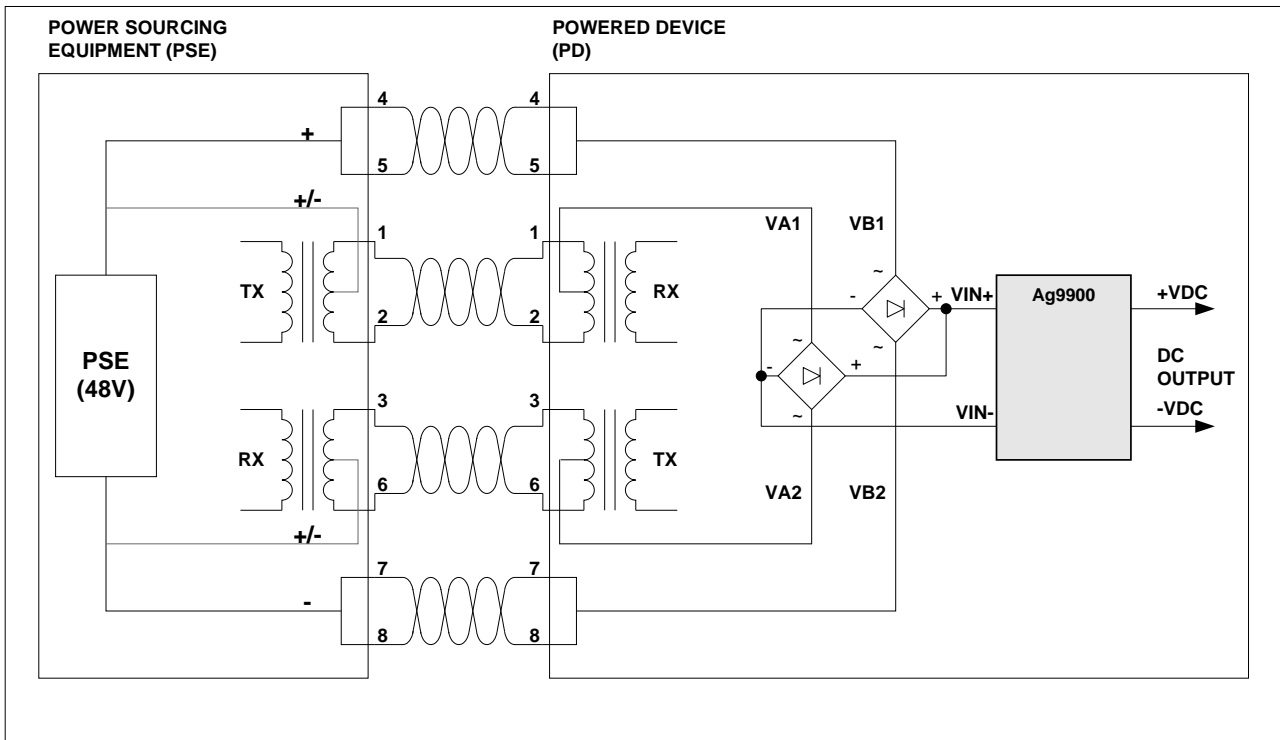 POWER SOURCING
EQUIPMENT (PSE)
POWERED DEVICE
(PD)
4
4
+
5
5
+/-
1
1
VA1
VB1
TX
RX
~
-
+
VIN+
Ag9900
+VDC
2
2
~
~
PSE
(48V)
-
+
DC
OUTPUT
~
3
3
VIN-
-VDC
RX
TX
6
6
VA2
VB2
+/-
7
7
-
8
8